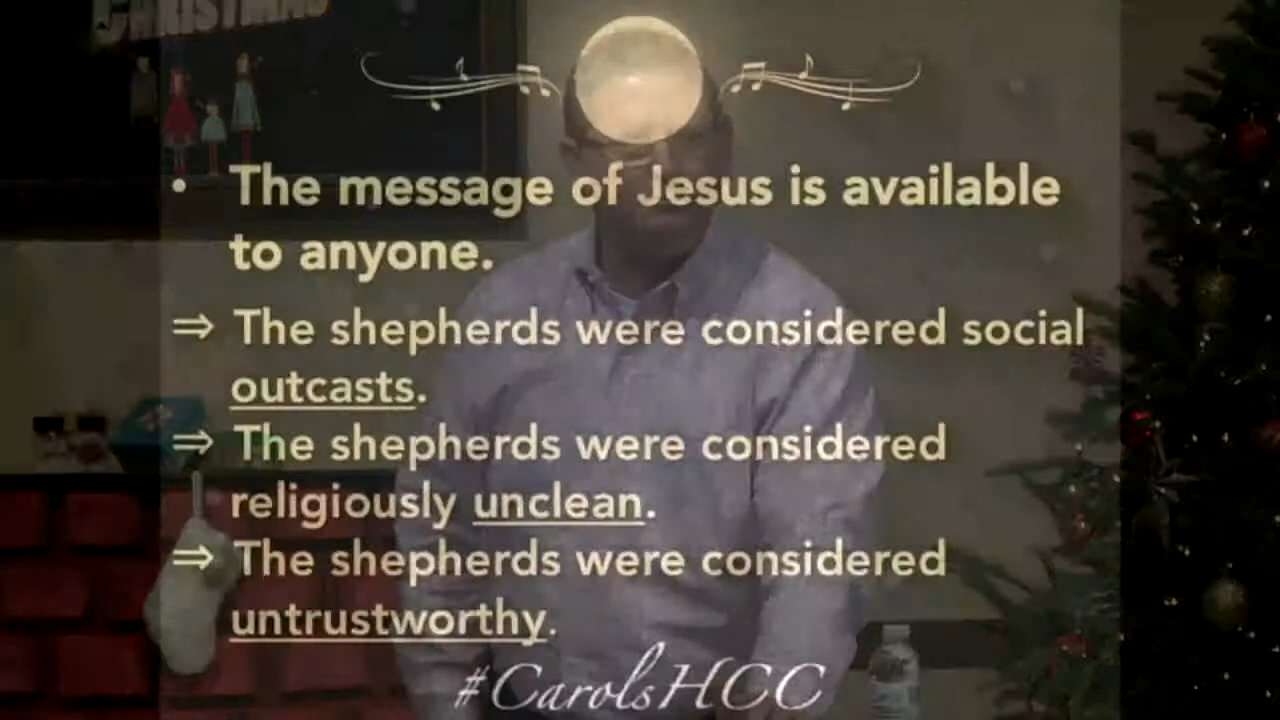 CHRISTMAS
• The message of Jesus is available
to anyone.
⇒ The shepherds were considered social
outcasts.
⇒ The shepherds were considered
religiously unclean.
⇒ The shepherds were considered
untrustworthy.
#CarolsHCC